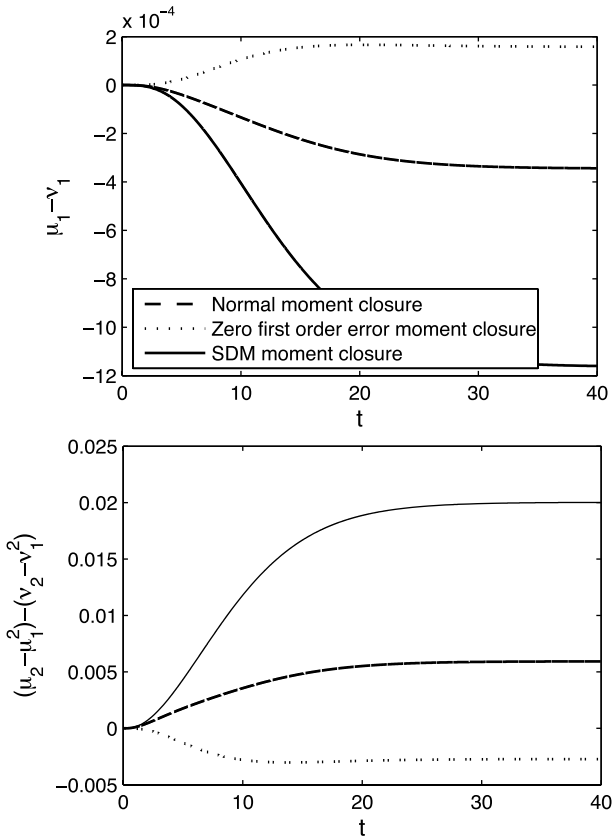 x 10⁻⁴
2
0
−2
−4
−6
−8
−10
−12
μ₁−ν₁
Normal moment closure
Zero first order error moment closure
SDM moment closure
0 10 20 30 40
t
0.025
0.02
0.015
0.01
0.005
0
−0.005
(μ₂−μ₁²)−(ν₂−ν₁²)
0 10 20 30 40
t